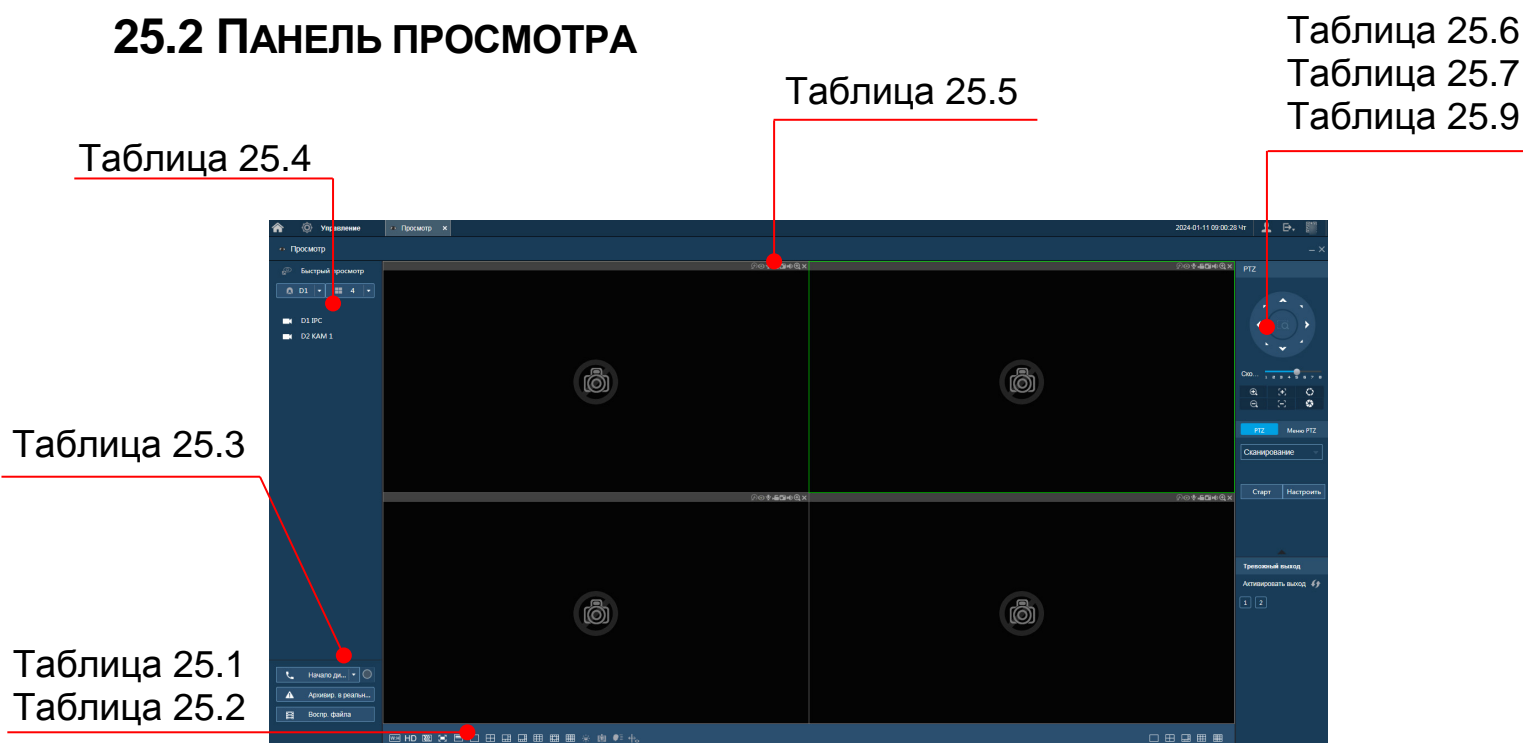 25.2 ПАНЕЛЬ ПРОСМОТРА
Таблица 25.6
Таблица 25.7
Таблица 25.9
Таблица 25.5
Таблица 25.4
Управление
Просмотр ×
2024-01-11 09:00:28 Чт
Просмотр
Быстрый просмотр
D1
4
D1 IPC
D2 КАМ 1
PTZ
Ско...
PTZ Меню PTZ
Сканирование
Старт Настроить
Тревожный выход
Активировать выход
1 2
Таблица 25.3
Таблица 25.1
Таблица 25.2
Начало ди...
Архивир. в реальн...
Воспр. файла
HD